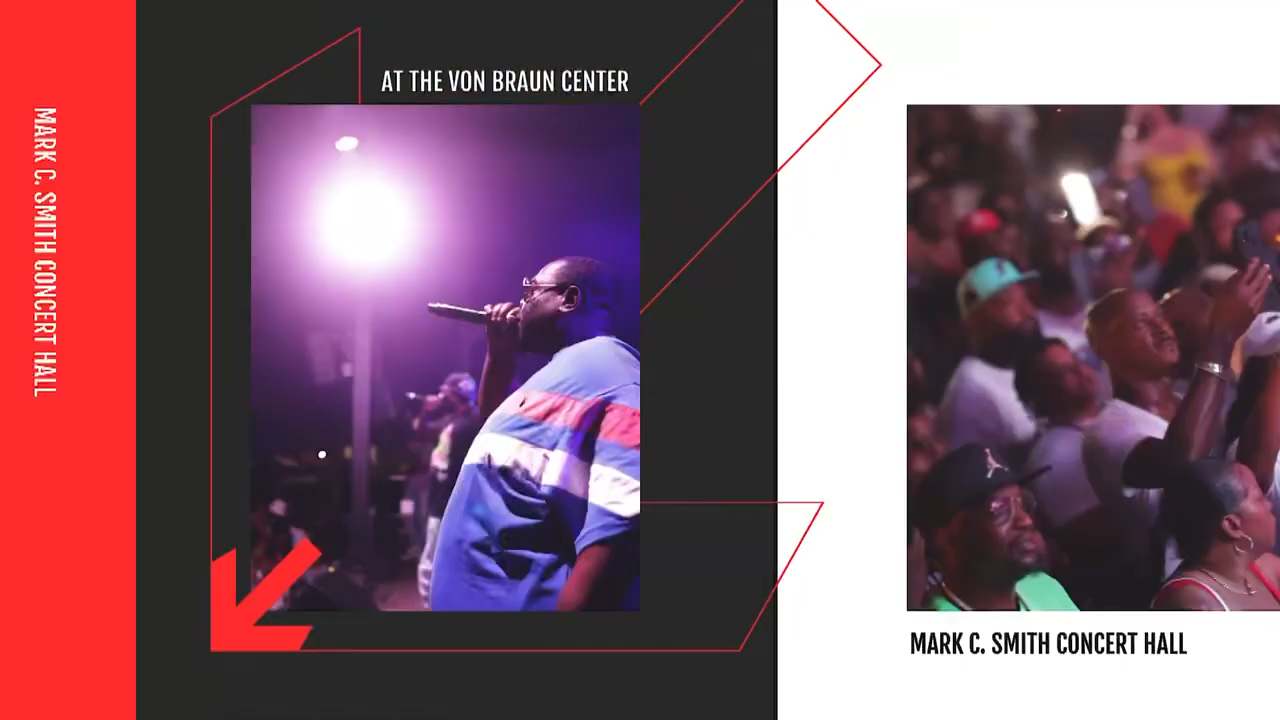 MARK C. SMITH CONCERT HALL
AT THE VON BRAUN CENTER
MARK C. SMITH CONCERT HALL